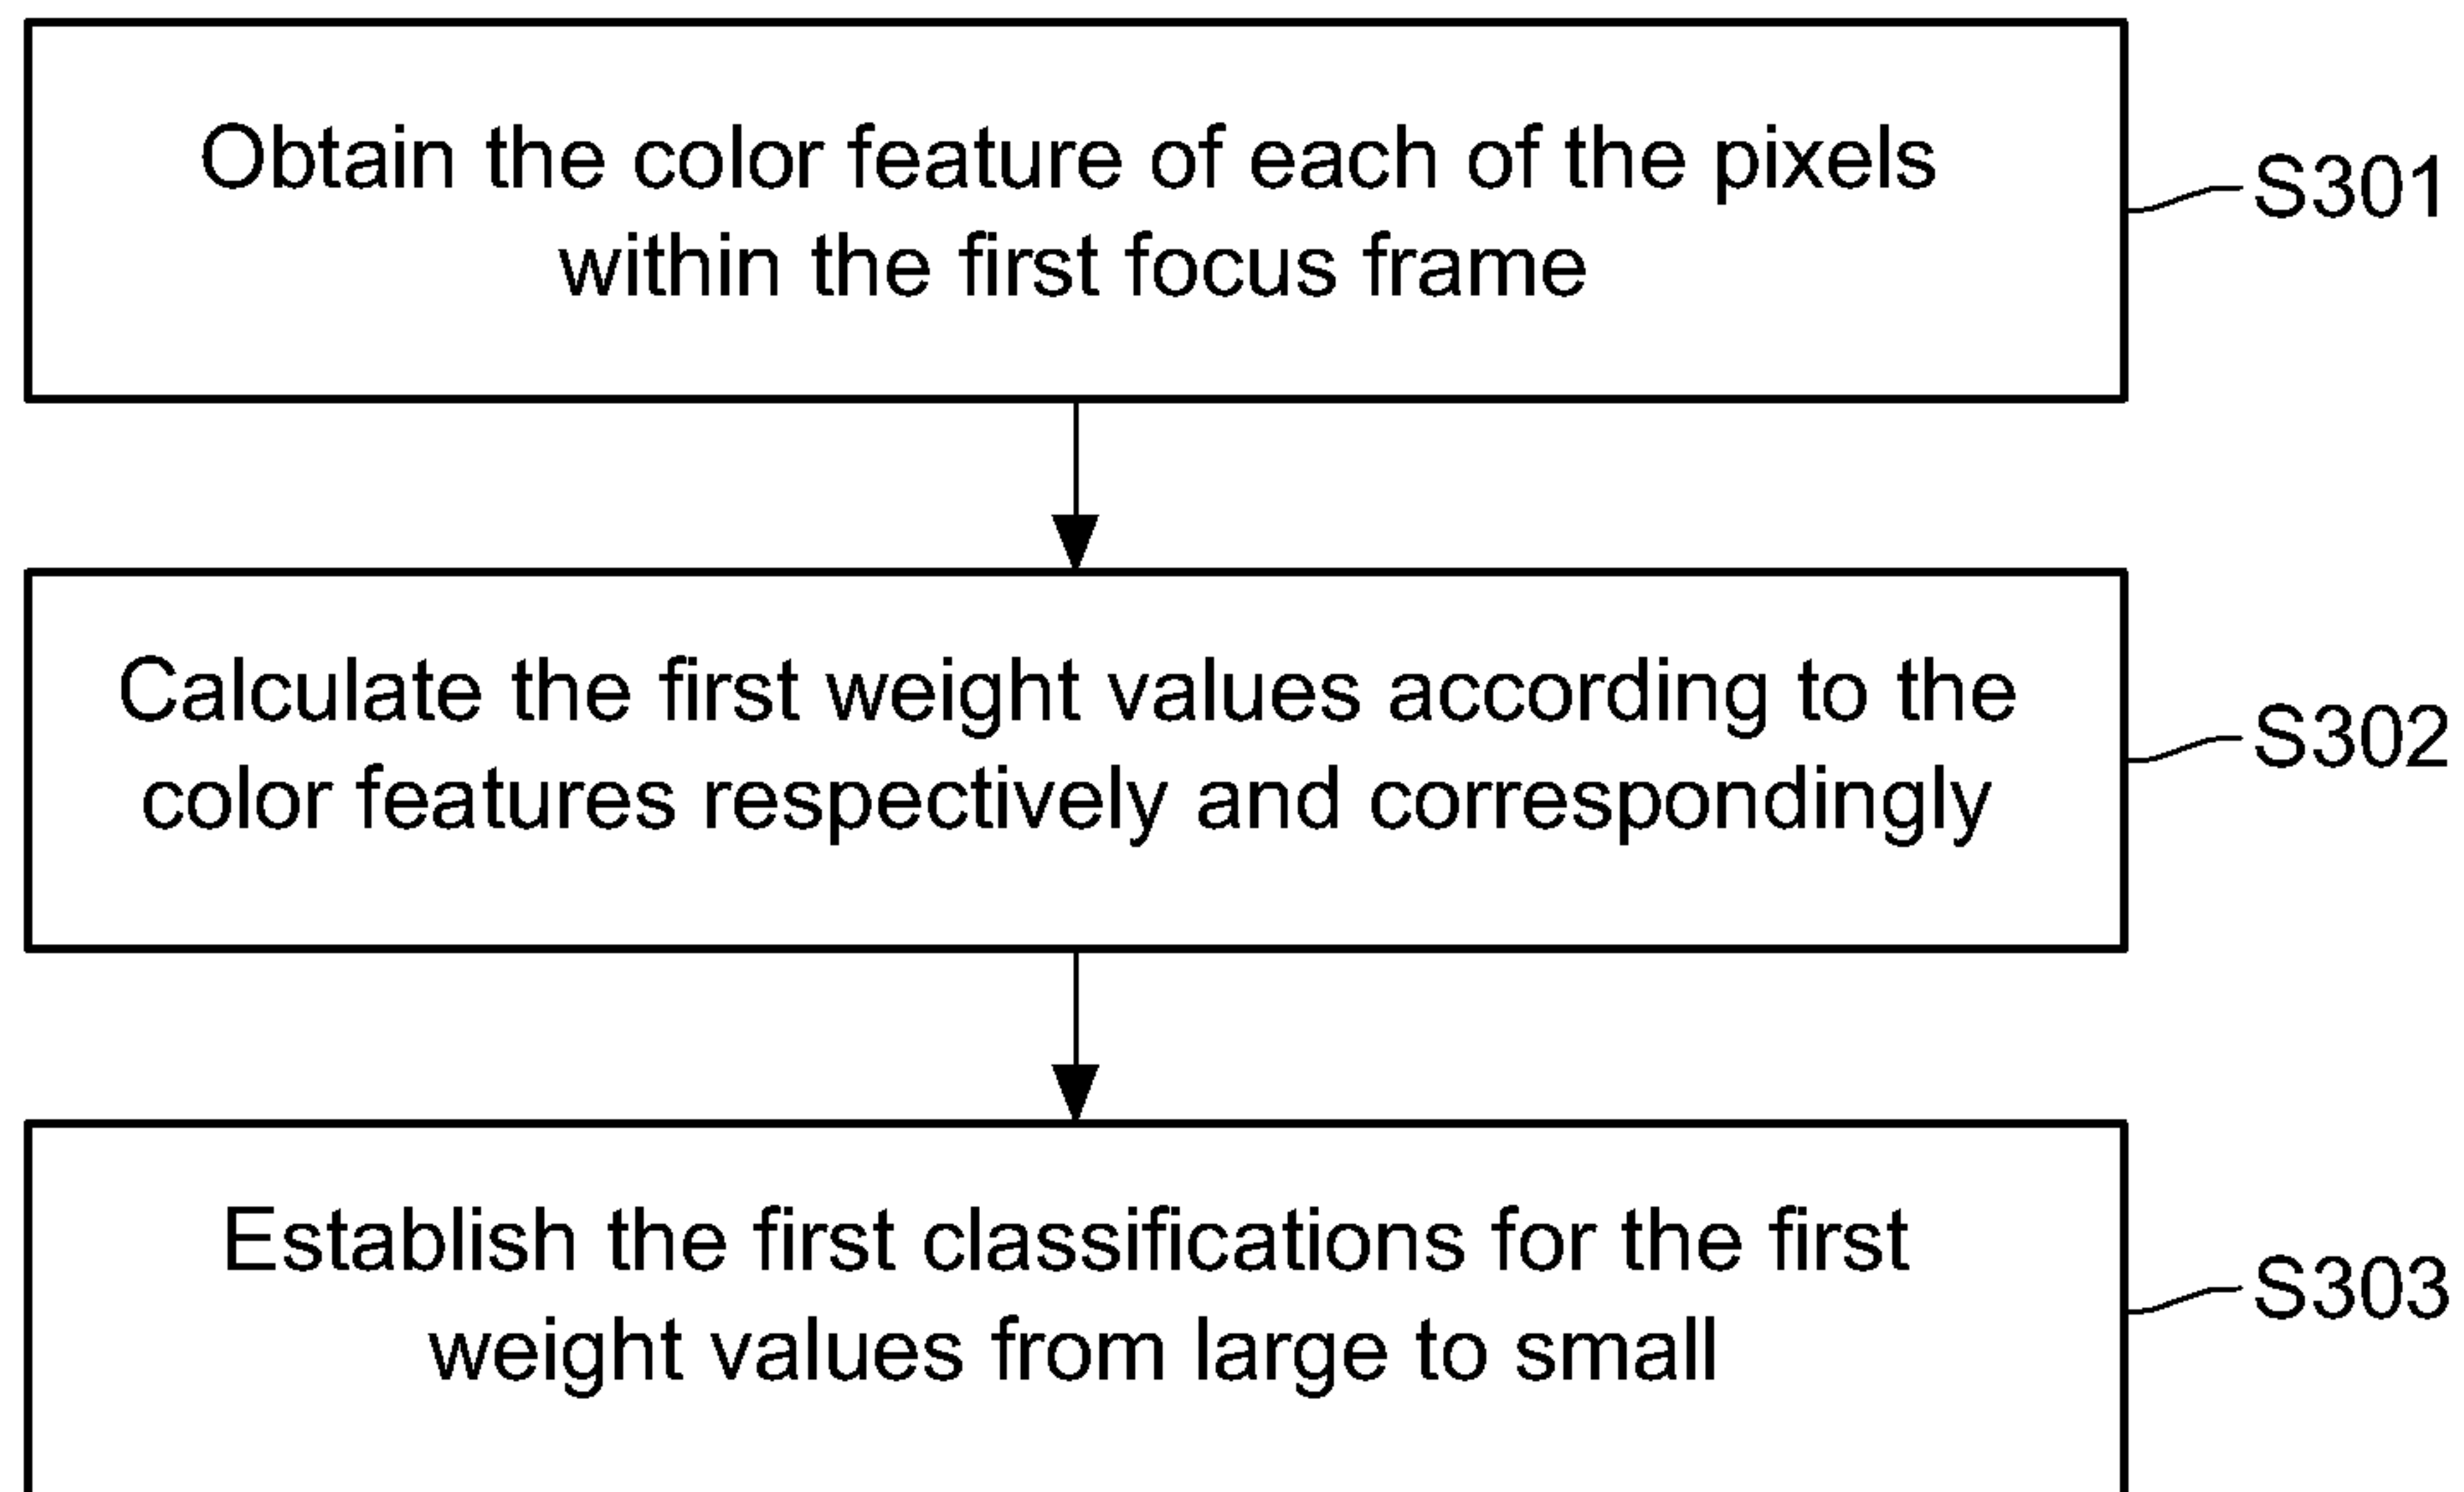 Obtain the color feature of each of the pixels
within the first focus frame
S301
Calculate the first weight values according to the
color features respectively and correspondingly
S302
Establish the first classifications for the first
weight values from large to small
S303